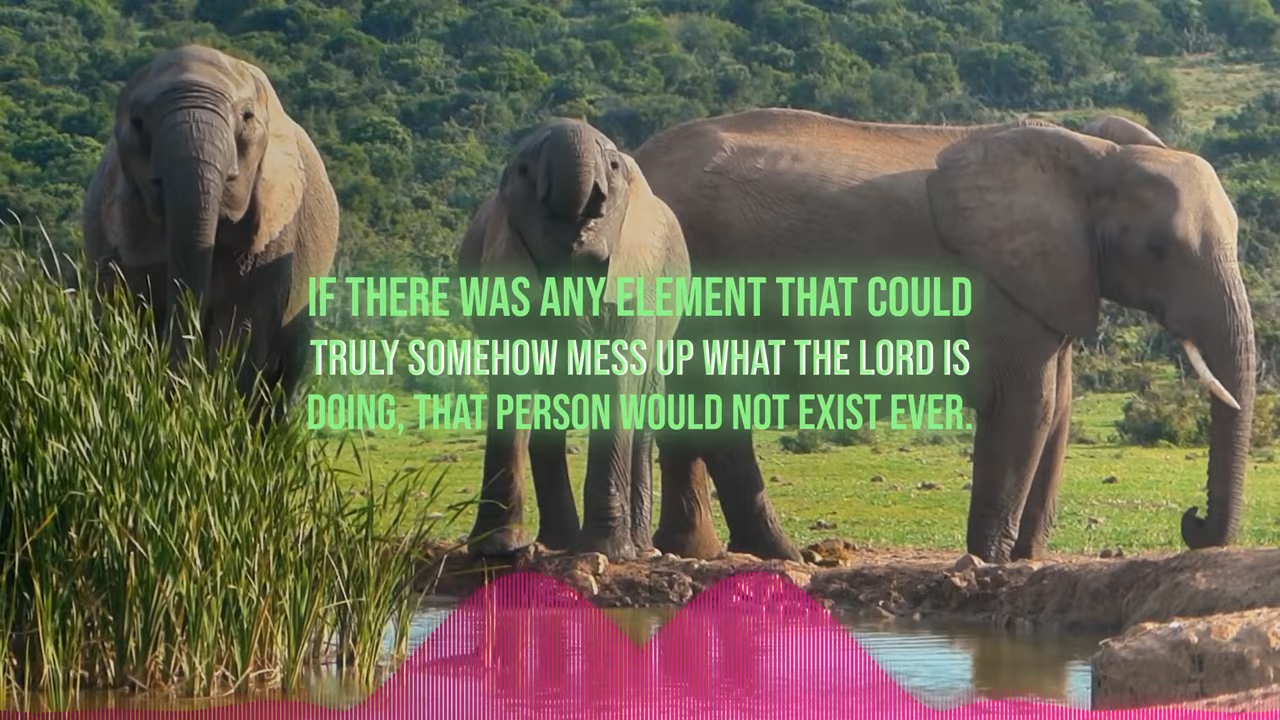 IF THERE WAS ANY ELEMENT THAT COULD
TRULY SOMEHOW MESS UP WHAT THE LORD IS
DOING, THAT PERSON WOULD NOT EXIST EVER.